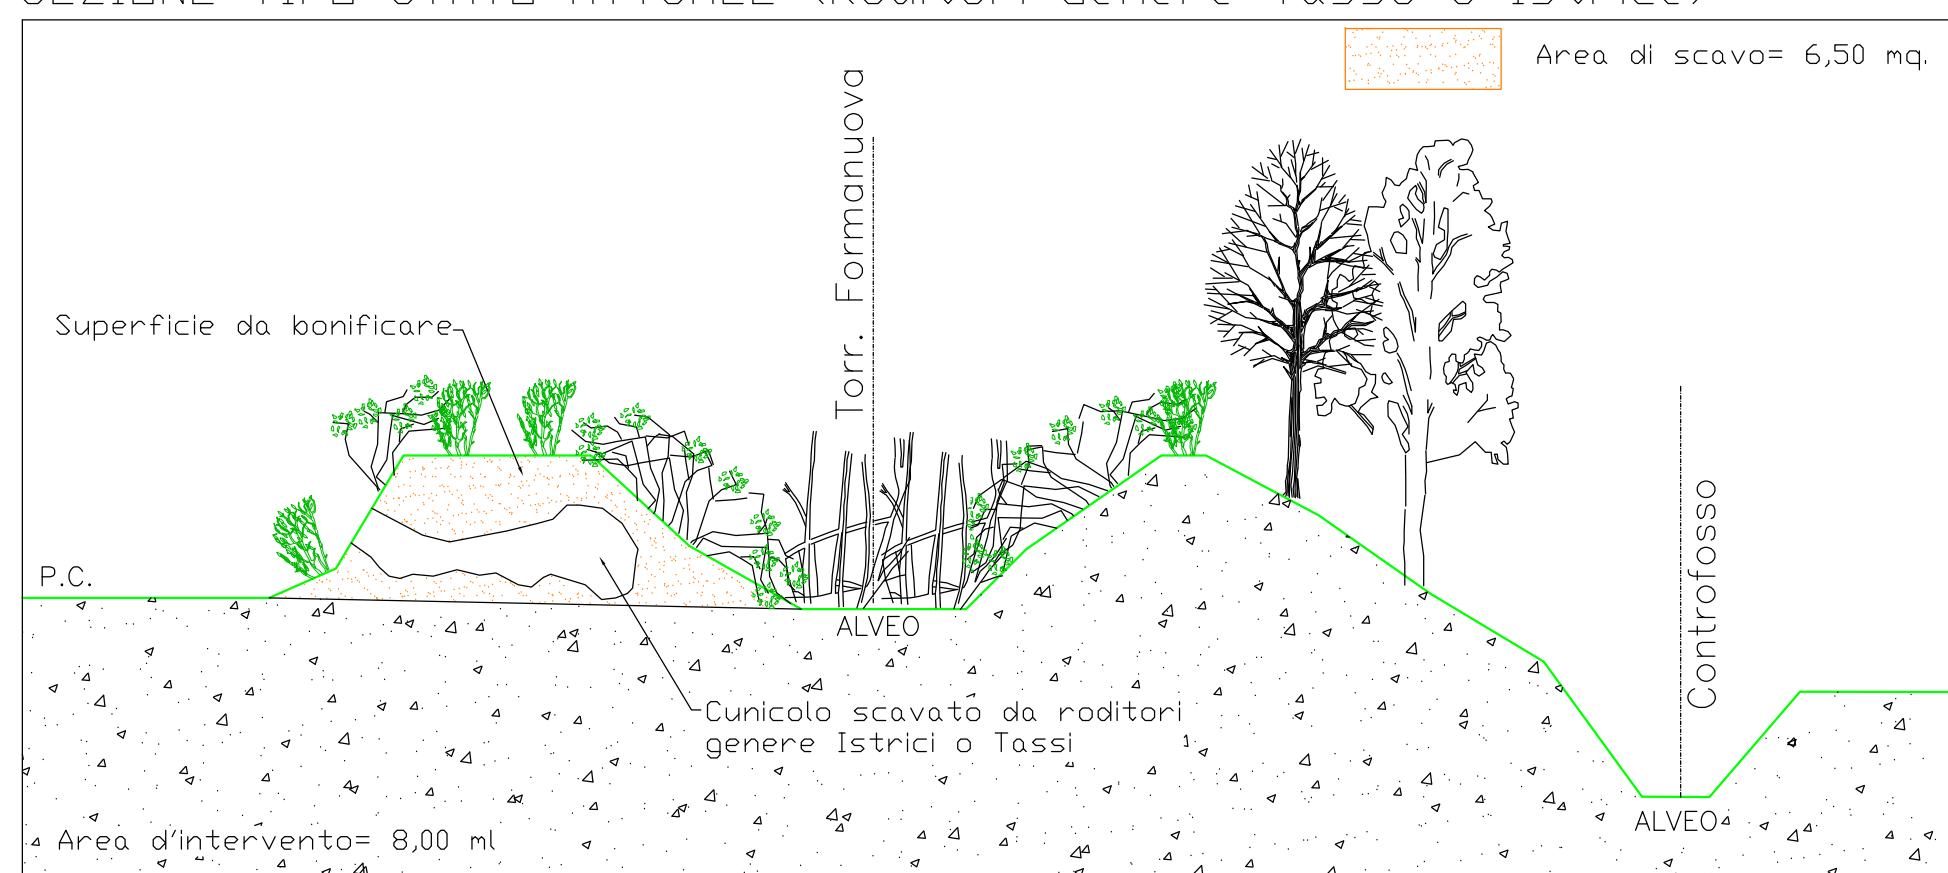 Area di scavo= 6,50 mq.
Torr. Formanuova
Superficie da bonificare
P.C.
ALVEO
Controfosso
Cunicolo scavato da roditori
genere Istrici o Tassi
ALVEO
Area d'intervento= 8,00 ml